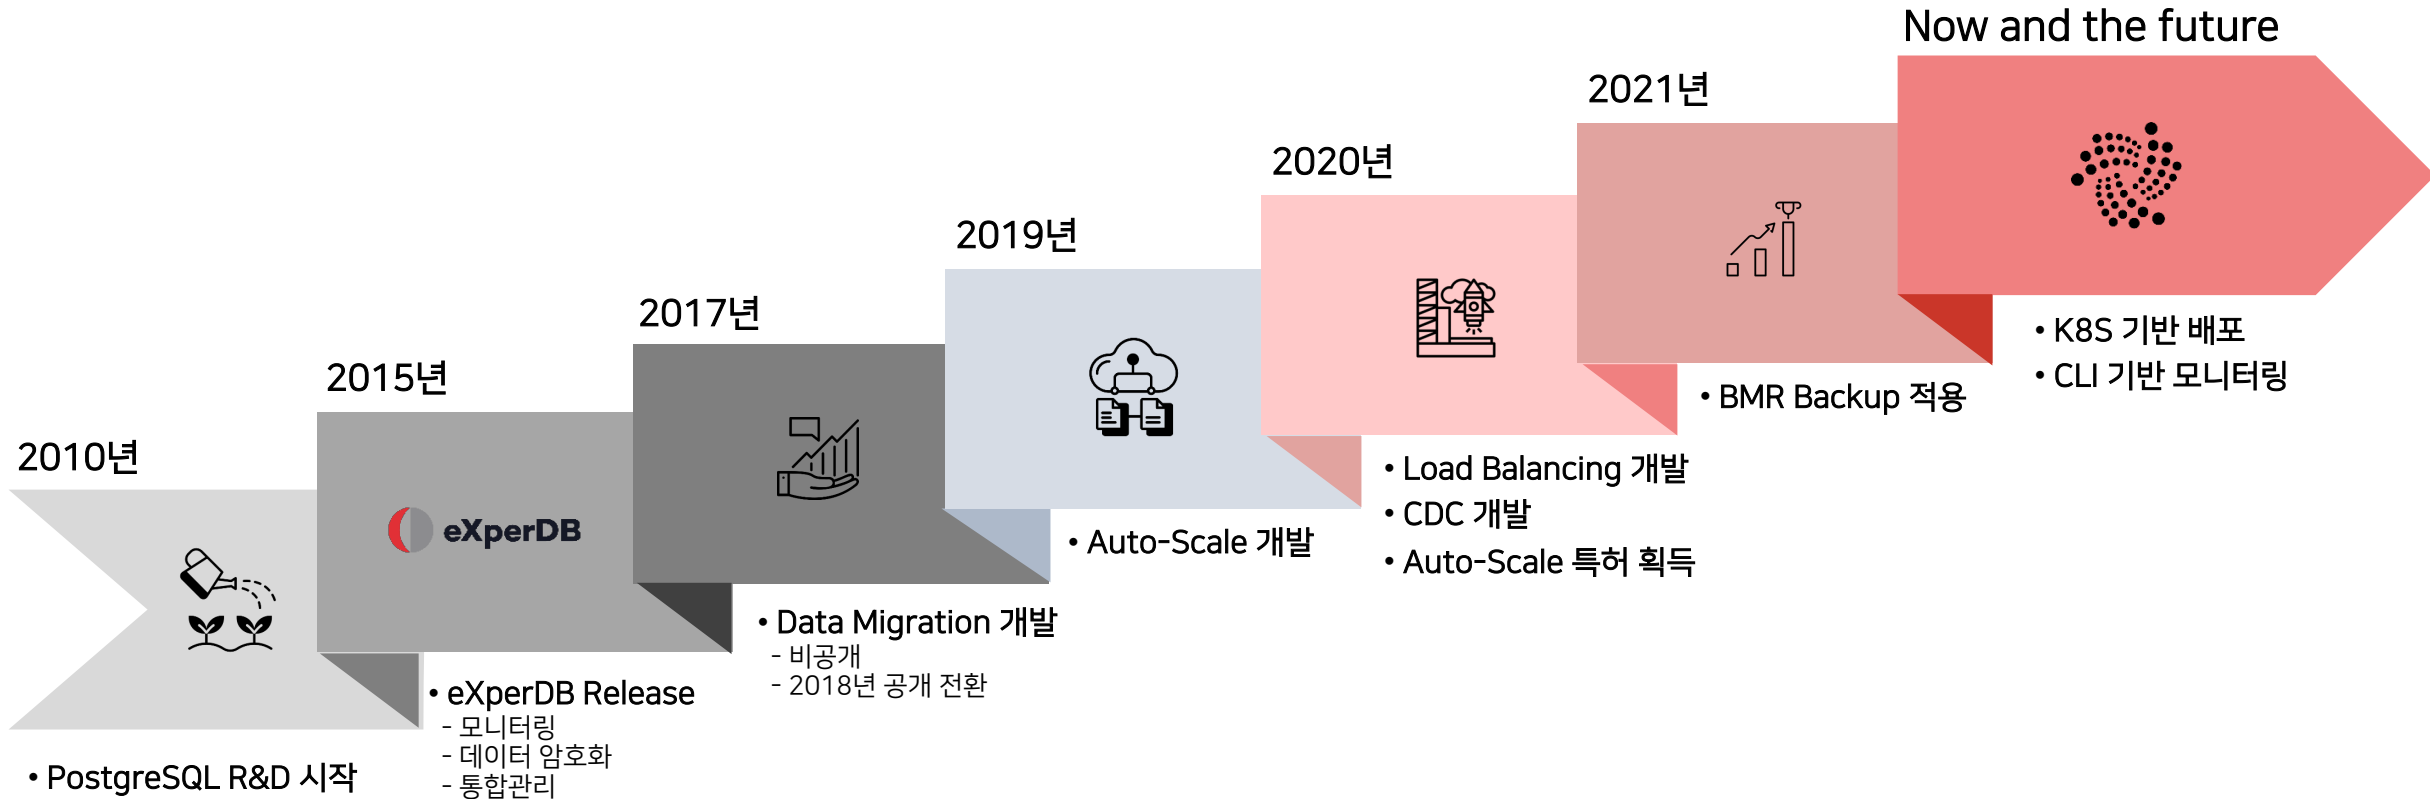 2010년
• PostgreSQL R&D 시작
2015년
eXperDB
• eXperDB Release
- 모니터링
- 데이터 암호화
- 통합관리
2017년
• Data Migration 개발
- 비공개
- 2018년 공개 전환
2019년
• Auto-Scale 개발
2020년
• Load Balancing 개발
• CDC 개발
• Auto-Scale 특허 획득
2021년
• BMR Backup 적용
Now and the future
• K8S 기반 배포
• CLI 기반 모니터링